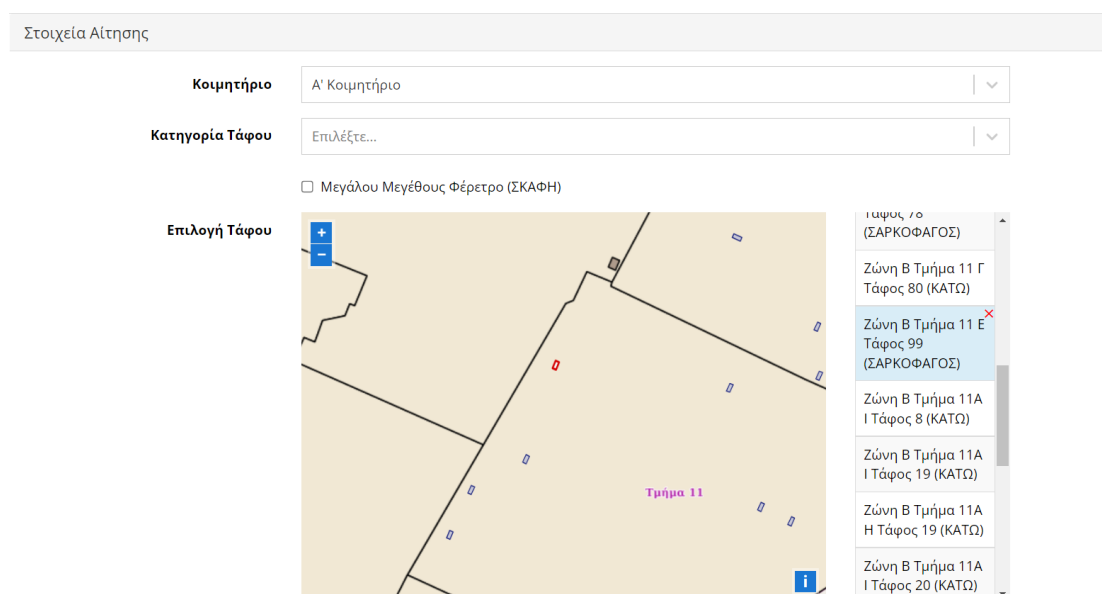 Στοιχεία Αίτησης
Κοιμητήριο
Α' Κοιμητήριο
Κατηγορία Τάφου
Επιλέξτε...
Μεγάλου Μεγέθους Φέρετρο (ΣΚΑΦΗ)
Επιλογή Τάφου
+
−
Τμήμα 11
i
Τάφος 78
(ΣΑΡΚΟΦΑΓΟΣ)
Ζώνη Β Τμήμα 11 Γ
Τάφος 80 (ΚΑΤΩ)
Ζώνη Β Τμήμα 11 Ε
Τάφος 99
(ΣΑΡΚΟΦΑΓΟΣ)
Ζώνη Β Τμήμα 11Α
Ι Τάφος 8 (ΚΑΤΩ)
Ζώνη Β Τμήμα 11Α
Ι Τάφος 19 (ΚΑΤΩ)
Ζώνη Β Τμήμα 11Α
Η Τάφος 19 (ΚΑΤΩ)
Ζώνη Β Τμήμα 11Α
Ι Τάφος 20 (ΚΑΤΩ)